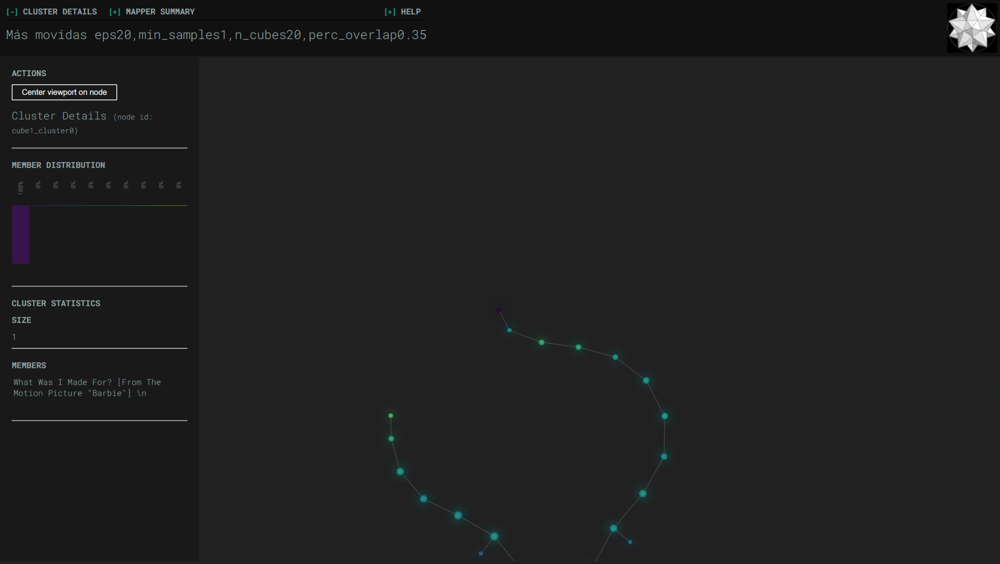 [-] CLUSTER DETAILS [+] MAPPER SUMMARY [+] HELP
Más movidas eps20,min_samples1,n_cubes20,perc_overlap0.35
ACTIONS
Center viewport on node
Cluster Details (node id:
cube1_cluster0)
MEMBER DISTRIBUTION
100% 0% 0% 0% 0% 0% 0% 0% 0% 0%
CLUSTER STATISTICS
SIZE
1
MEMBERS
What Was I Made For? [From The
Motion Picture "Barbie"] \n